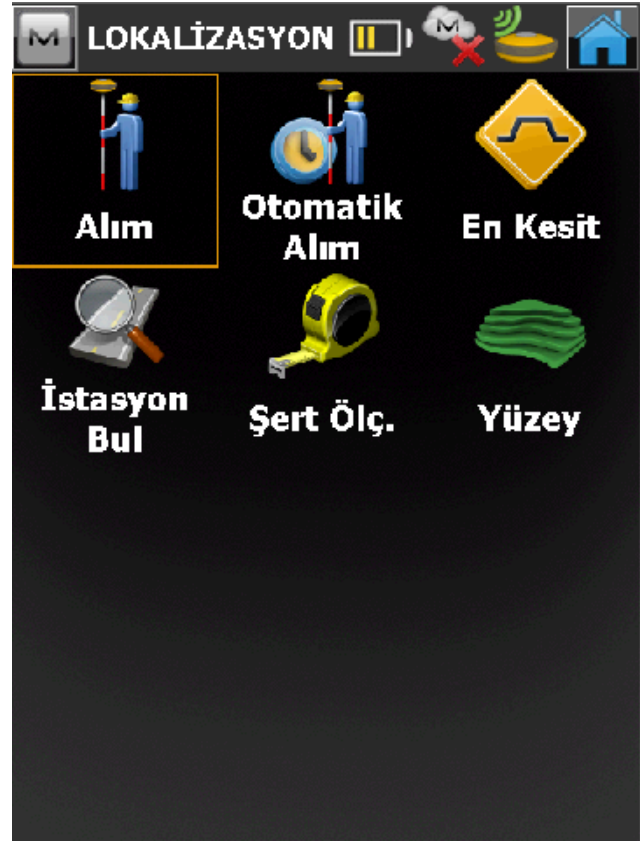 LOKALİZASYON
Alım
Otomatik
Alım
En Kesit
İstasyon
Bul
Şert Ölç.
Yüzey